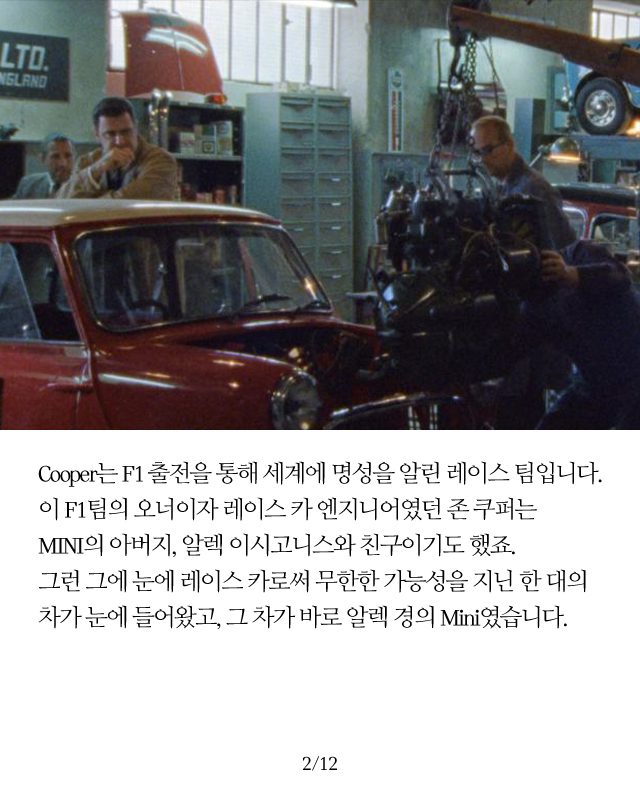 LTD.
ENGLAND
Cooper는 F1 출전을 통해 세계에 명성을 알린 레이스 팀입니다.
이 F1팀의 오너이자 레이스 카 엔지니어였던 존 쿠퍼는
MINI의 아버지, 알렉 이시고니스와 친구이기도 했죠.
그런 그에 눈에 레이스 카로써 무한한 가능성을 지닌 한 대의
차가 눈에 들어왔고, 그 차가 바로 알렉 경의 Mini였습니다.
2/12